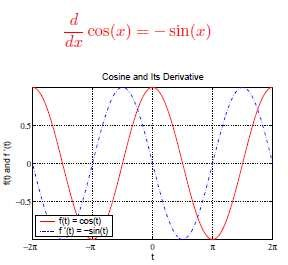 d/dx cos(x) = − sin(x)
Cosine and Its Derivative
f(t) and f ′(t)
0.5
0
−0.5
f(t) = cos(t)
f ′(t) = −sin(t)
−2π −π 0 π 2π
t